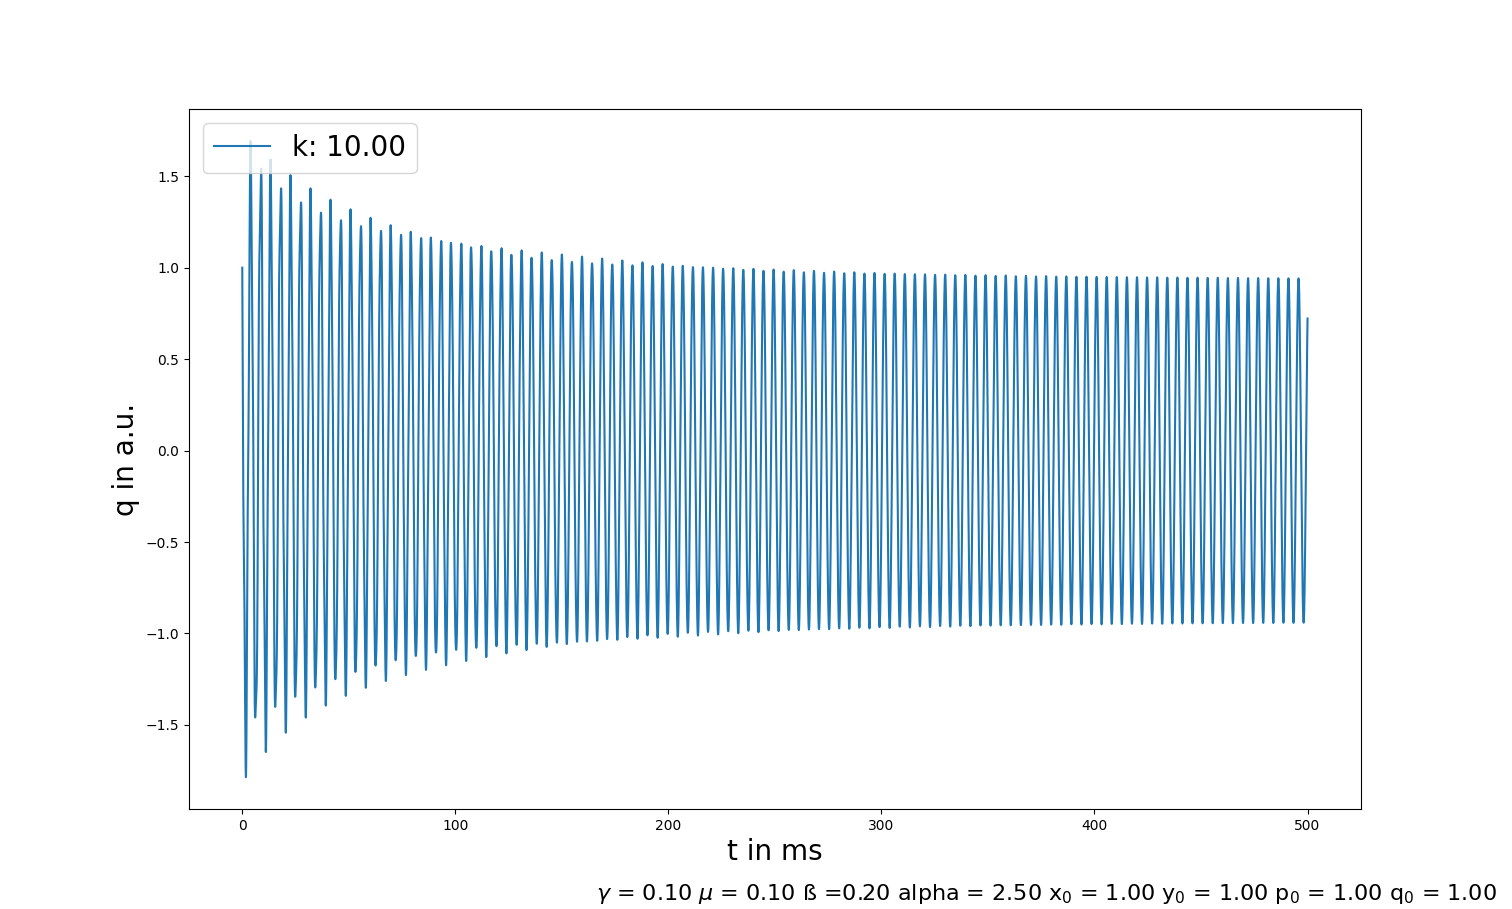 k: 10.00
1.5
1.0
0.5
0.0
−0.5
−1.0
−1.5
q in a.u.
0 100 200 300 400 500
t in ms
γ = 0.10 μ = 0.10 ß =0.20 alpha = 2.50 x₀ = 1.00 y₀ = 1.00 p₀ = 1.00 q₀ = 1.00